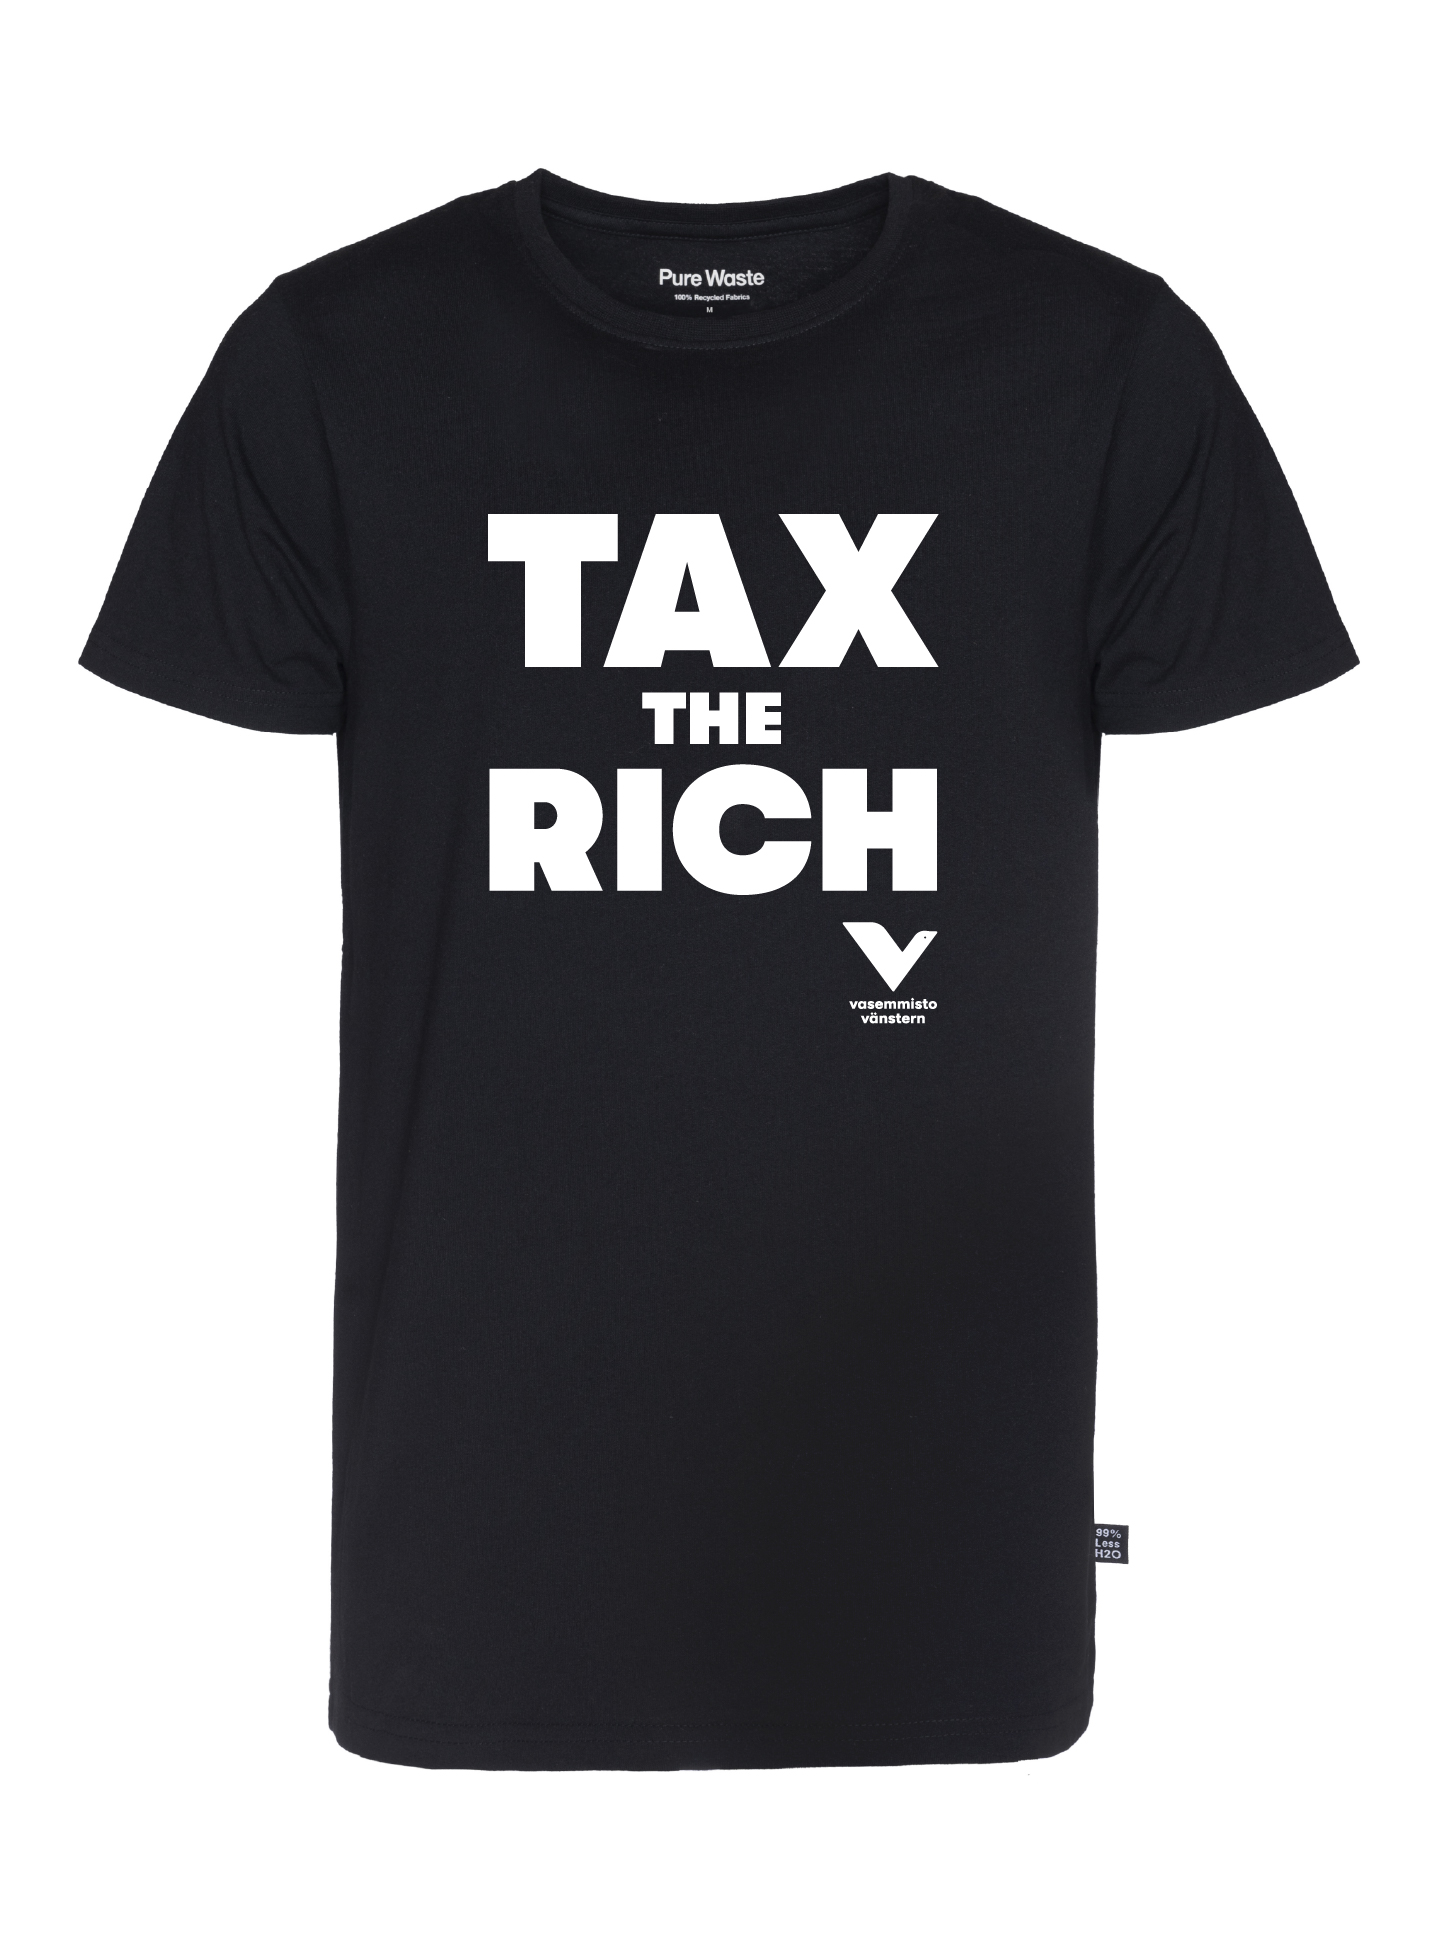 Pure Waste
100% Recycled Fabrics
M
TAX
THE
RICH
vasemmisto
vänstern
99%
Less
H2O